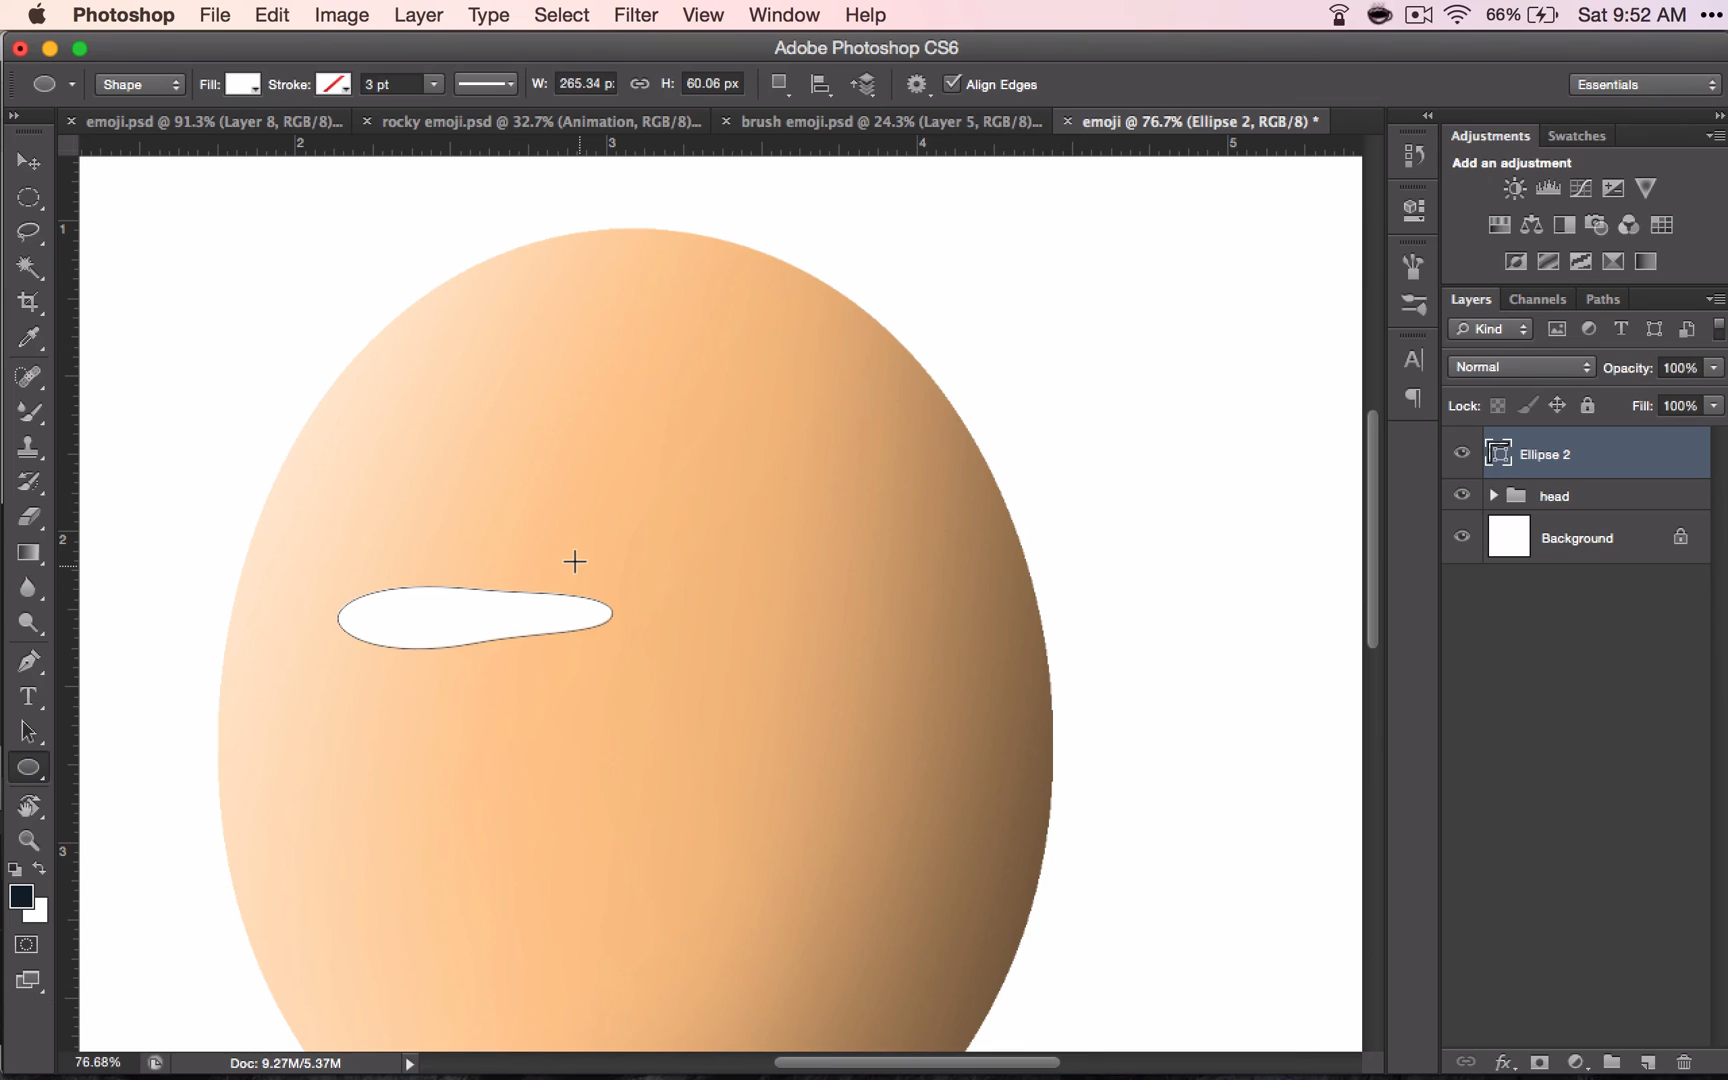 Photoshop File Edit Image Layer Type Select Filter View Window Help 66% Sat 9:52 AM
Adobe Photoshop CS6
Shape Fill: Stroke: 3 pt W: 265.34 p: H: 60.06 px Align Edges Essentials
emoji.psd @ 91.3% (Layer 8, RGB/8)... rocky emoji.psd @ 32.7% (Animation, RGB/8)... brush emoji.psd @ 24.3% (Layer 5, RGB/8)... emoji @ 76.7% (Ellipse 2, RGB/8) *
2 3 4 5
1
2
3
Adjustments Swatches
Add an adjustment
Layers Channels Paths
Kind
Normal Opacity: 100%
Lock: Fill: 100%
Ellipse 2
head
Background
76.68% Doc: 9.27M/5.37M